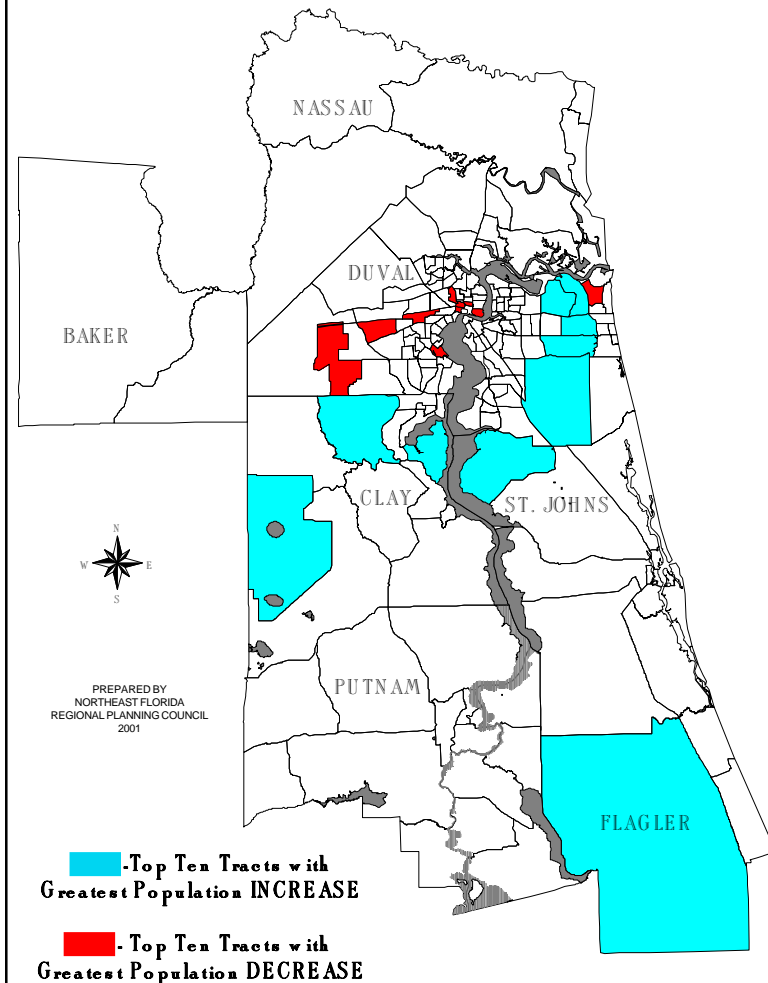 NASSAU
DUVAL
BAKER
CLAY
ST. JOHNS
N
W E
S
PUTNAM
PREPARED BY
NORTHEAST FLORIDA
REGIONAL PLANNING COUNCIL
2001
FLAGLER
-Top Ten Tracts with
Greatest Population INCREASE
- Top Ten Tracts with
Greatest Population DECREASE